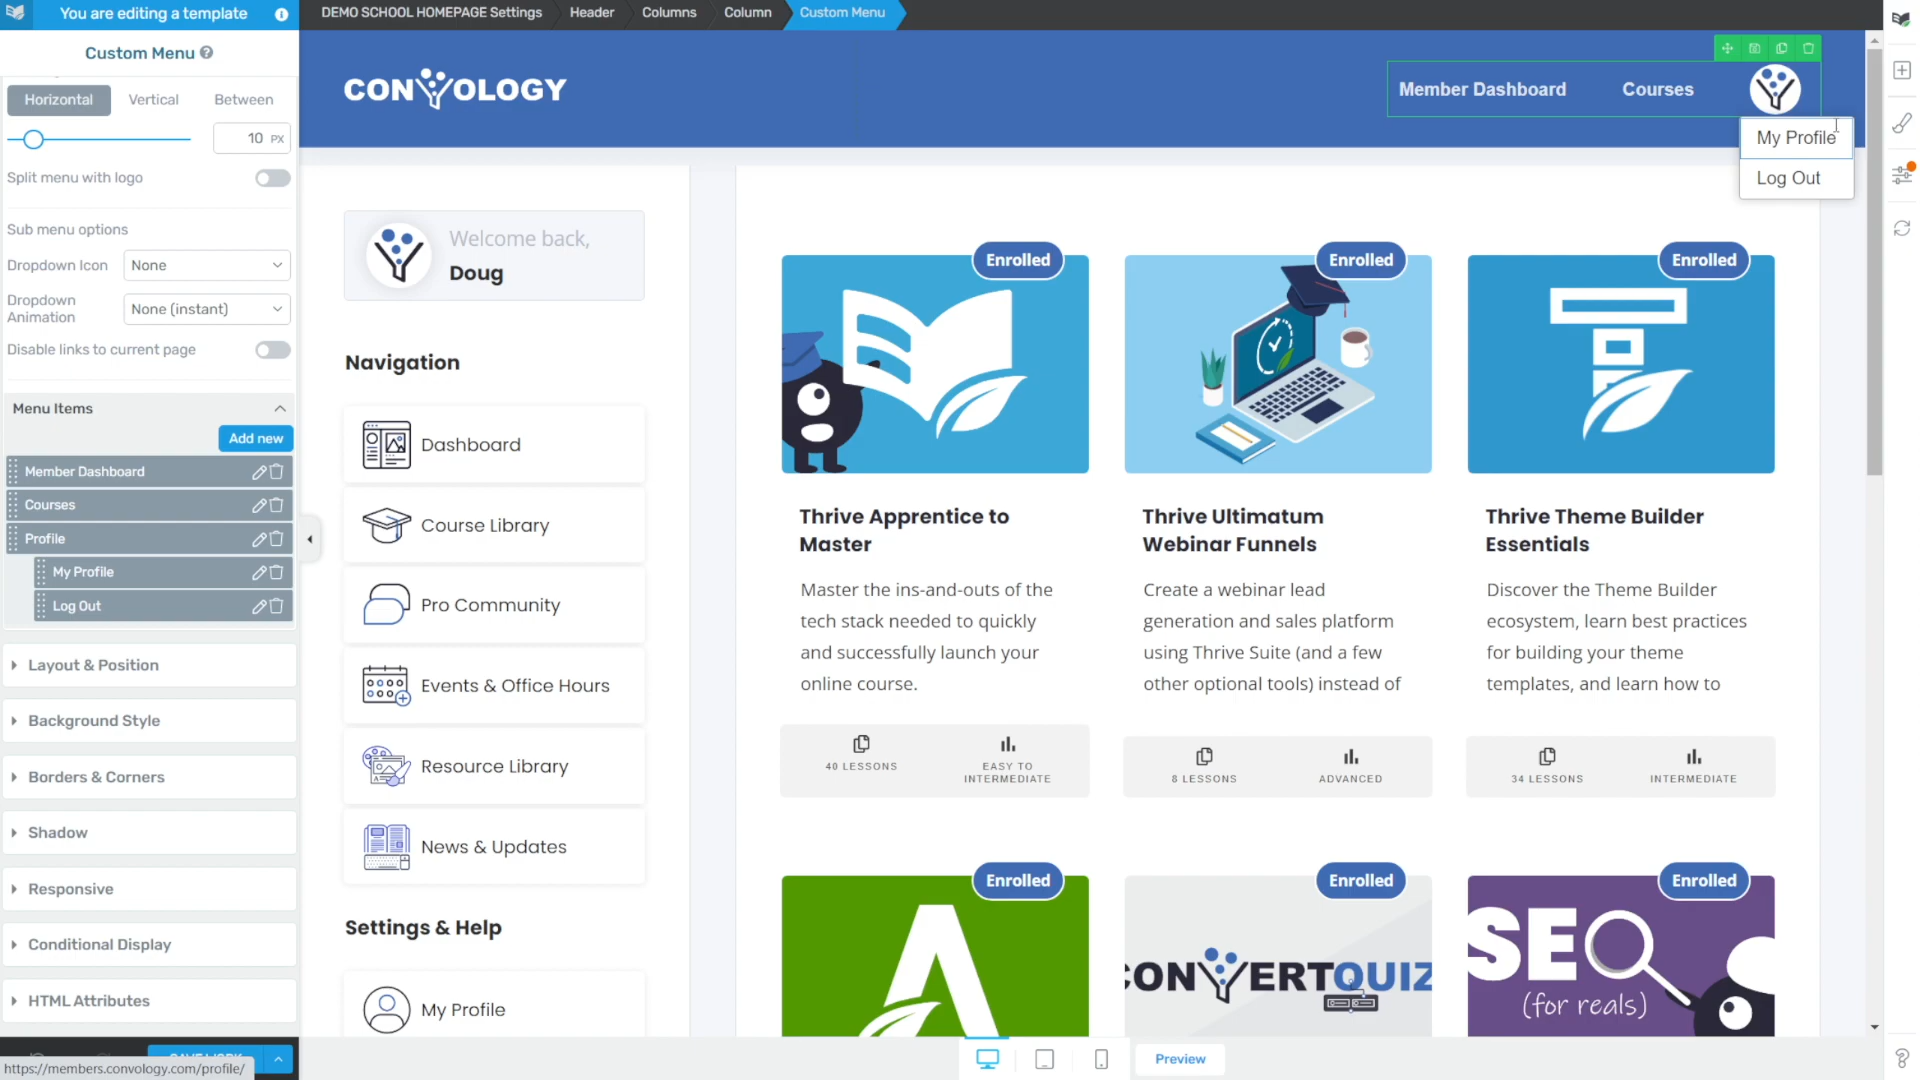 You are editing a template
DEMO SCHOOL HOMEPAGE Settings
Header
Columns
Column
Custom Menu
Custom Menu
Horizontal
Vertical
Between
10 PX
Split menu with logo
Sub menu options
Dropdown Icon
None
Dropdown
Animation
None (instant)
Disable links to current page
Menu Items
Add new
Member Dashboard
Courses
Profile
My Profile
Log Out
Layout & Position
Background Style
Borders & Corners
Shadow
Responsive
Conditional Display
HTML Attributes
https://members.convology.com/profile/
CONVOLOGY
Member Dashboard
Courses
My Profile
Log Out
Welcome back,
Doug
Navigation
Dashboard
Course Library
Pro Community
Events & Office Hours
Resource Library
News & Updates
Settings & Help
My Profile
Enrolled
Thrive Apprentice to
Master
Master the ins-and-outs of the
tech stack needed to quickly
and successfully launch your
online course.
40 LESSONS
EASY TO
INTERMEDIATE
Enrolled
Thrive Ultimatum
Webinar Funnels
Create a webinar lead
generation and sales platform
using Thrive Suite (and a few
other optional tools) instead of
8 LESSONS
ADVANCED
Enrolled
Thrive Theme Builder
Essentials
Discover the Theme Builder
ecosystem, learn best practices
for building your theme
templates, and learn how to
34 LESSONS
INTERMEDIATE
Enrolled
Enrolled
CONVERTQUIZ
Enrolled
SEO
(for reals)
Preview